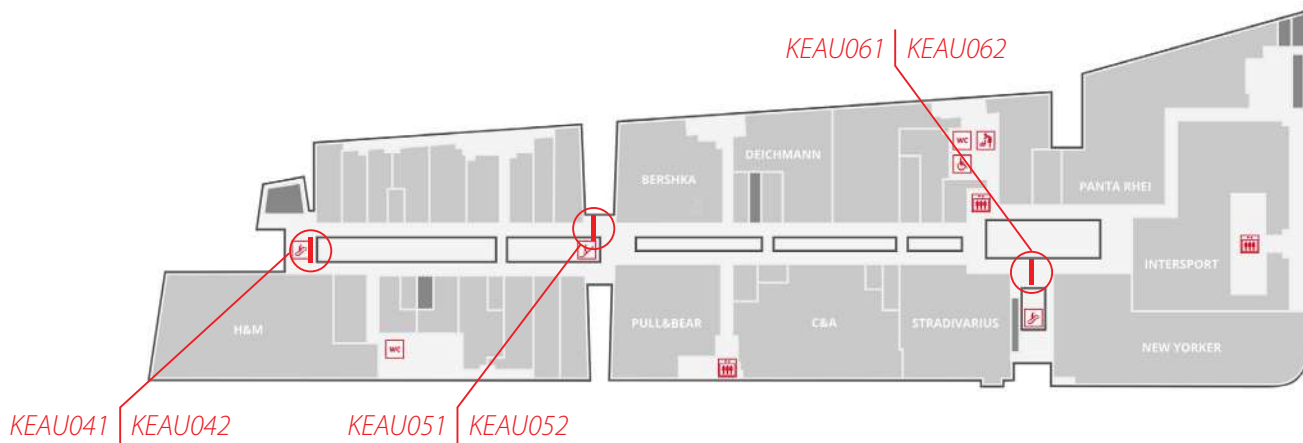 KEAU061 KEAU062
WC
DEICHMANN
BERSHKA
PANTA RHEI
INTERSPORT
H&M
PULL&BEAR
C&A
STRADIVARIUS
NEW YORKER
WC
KEAU041 KEAU042
KEAU051 KEAU052